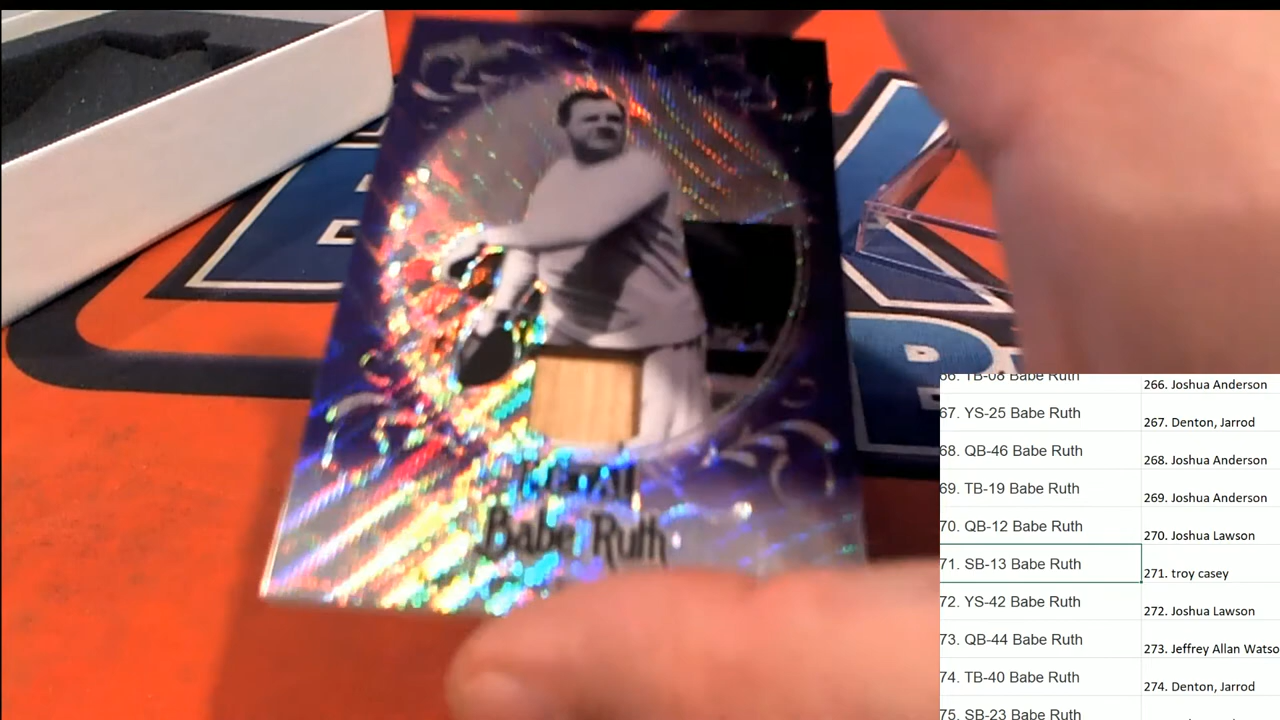 Babe Ruth
66. TB-08 Babe Ruth 266. Joshua Anderson
67. YS-25 Babe Ruth 267. Denton, Jarrod
68. QB-46 Babe Ruth 268. Joshua Anderson
69. TB-19 Babe Ruth 269. Joshua Anderson
70. QB-12 Babe Ruth 270. Joshua Lawson
71. SB-13 Babe Ruth 271. troy casey
72. YS-42 Babe Ruth 272. Joshua Lawson
73. QB-44 Babe Ruth 273. Jeffrey Allan Watso
74. TB-40 Babe Ruth 274. Denton, Jarrod
75. SB-23 Babe Ruth